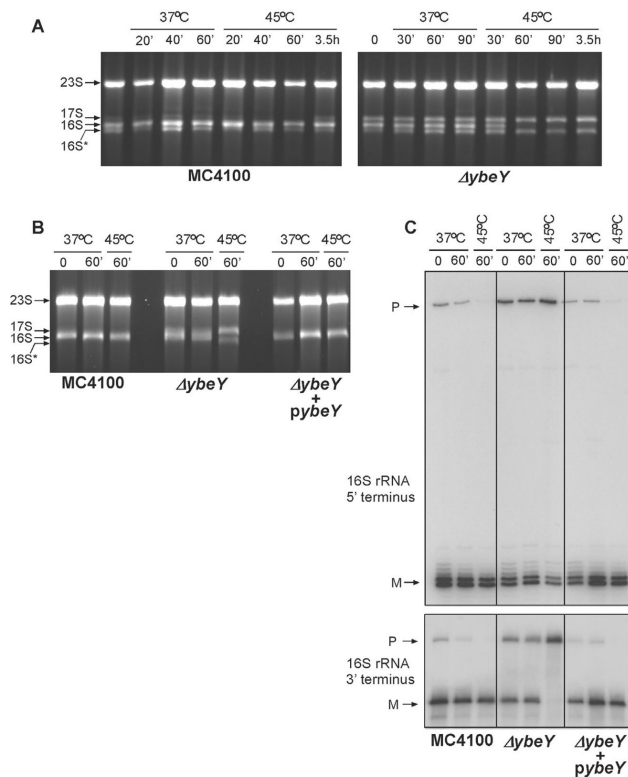 A
37ºC 45ºC 37ºC 45ºC
20' 40' 60' 20' 40' 60' 3.5h 0 30' 60' 90' 30' 60' 90' 3.5h
23S
17S
16S
16S*
MC4100 ΔybeY
B
37ºC 45ºC 37ºC 45ºC 37ºC 45ºC
0 60' 60' 0 60' 60' 0 60' 60'
23S
17S
16S
16S*
MC4100 ΔybeY ΔybeY
+
pybeY
C
37ºC 45ºC 37ºC 45ºC 37ºC 45ºC
0 60' 60' 0 60' 60' 0 60' 60'
P
16S rRNA
5' terminus
M
P
16S rRNA
3' terminus
M
MC4100 ΔybeY ΔybeY
+
pybeY